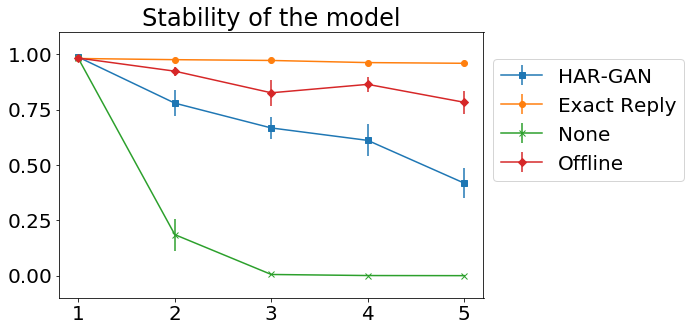 Stability of the model
1.00
0.75
0.50
0.25
0.00
1 2 3 4 5
HAR-GAN
Exact Reply
None
Offline